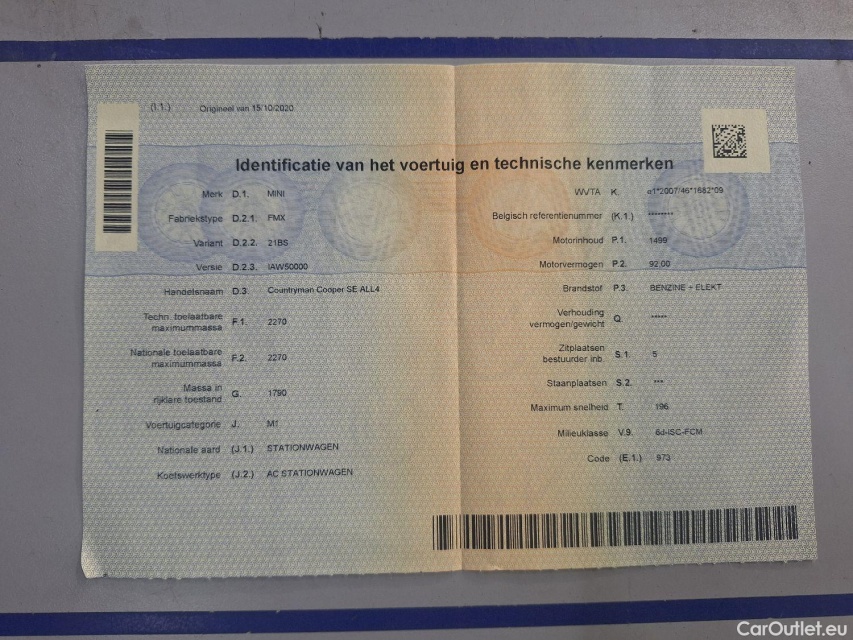 (I.1.) Origineel van 15/10/2020
Identificatie van het voertuig en technische kenmerken
Merk D.1. MINI
Fabriekstype D.2.1. FMX
Variant D.2.2. 21BS
Versie D.2.3. IAW50000
Handelsnaam D.3. Countryman Cooper SE ALL4
Techn. toelaatbare
maximummassa F.1. 2270
Nationale toelaatbare
maximummassa F.2. 2270
Massa in
rijklare toestand G. 1790
Voertuigcategorie J. M1
Nationale aard (J.1.) STATIONWAGEN
Koetswerktype (J.2.) AC STATIONWAGEN
WVTA K. e1*2007/46*1682*09
Belgisch referentienummer (K.1.) ********
Motorinhoud P.1. 1499
Motorvermogen P.2. 92,00
Brandstof P.3. BENZINE + ELEKT
Verhouding
vermogen/gewicht Q. *****
Zitplaatsen
bestuurder inb. S.1. 5
Staanplaatsen S.2. ***
Maximum snelheid T. 196
Milieuklasse V.9. 6d-ISC-FCM
Code (E.1.) 973
CarOutlet.eu